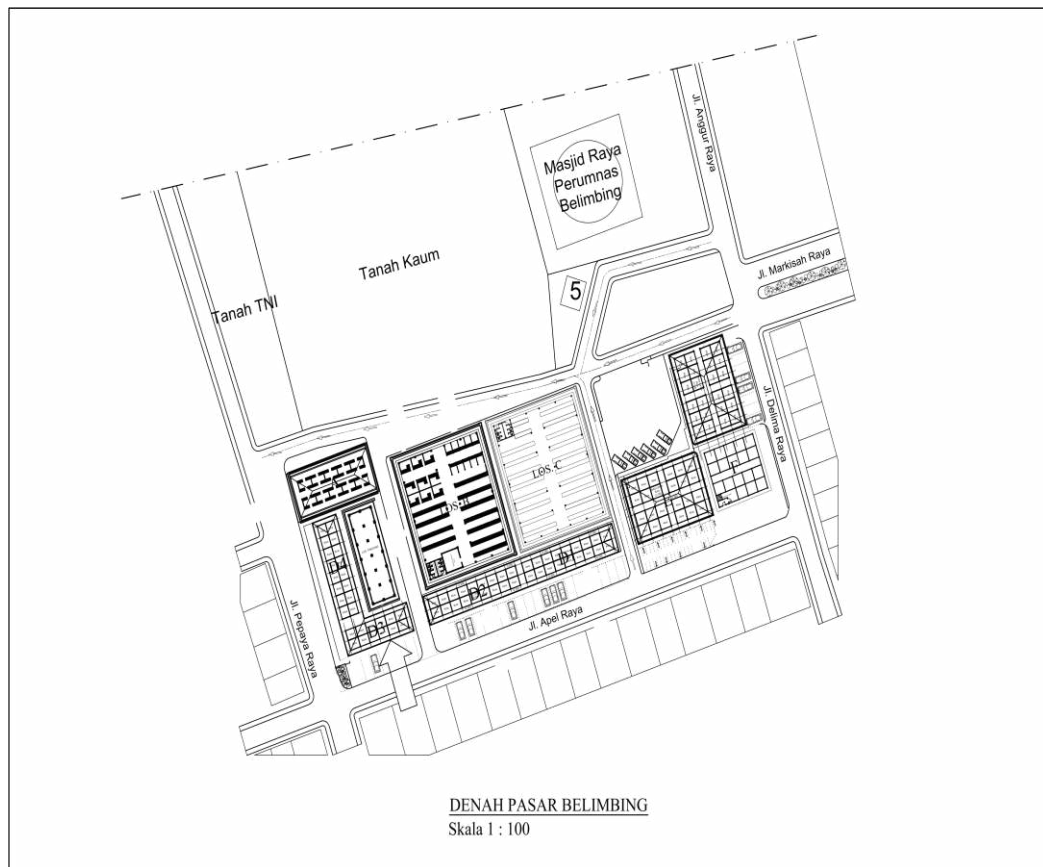 Jl. Anggur Raya
Masjid Raya
Perumnas
Belimbing
Jl. Markisah Raya
Tanah Kaum
5
Tanah TNI
Jl. Delima Raya
LOS. C
LOS. B
D4
D
D2
D3
Jl. Pepaya Raya
Jl. Apel Raya
DENAH PASAR BELIMBING
Skala 1 : 100